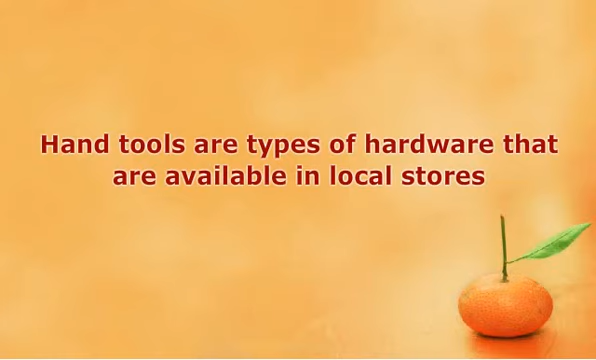 Hand tools are types of hardware that
are available in local stores